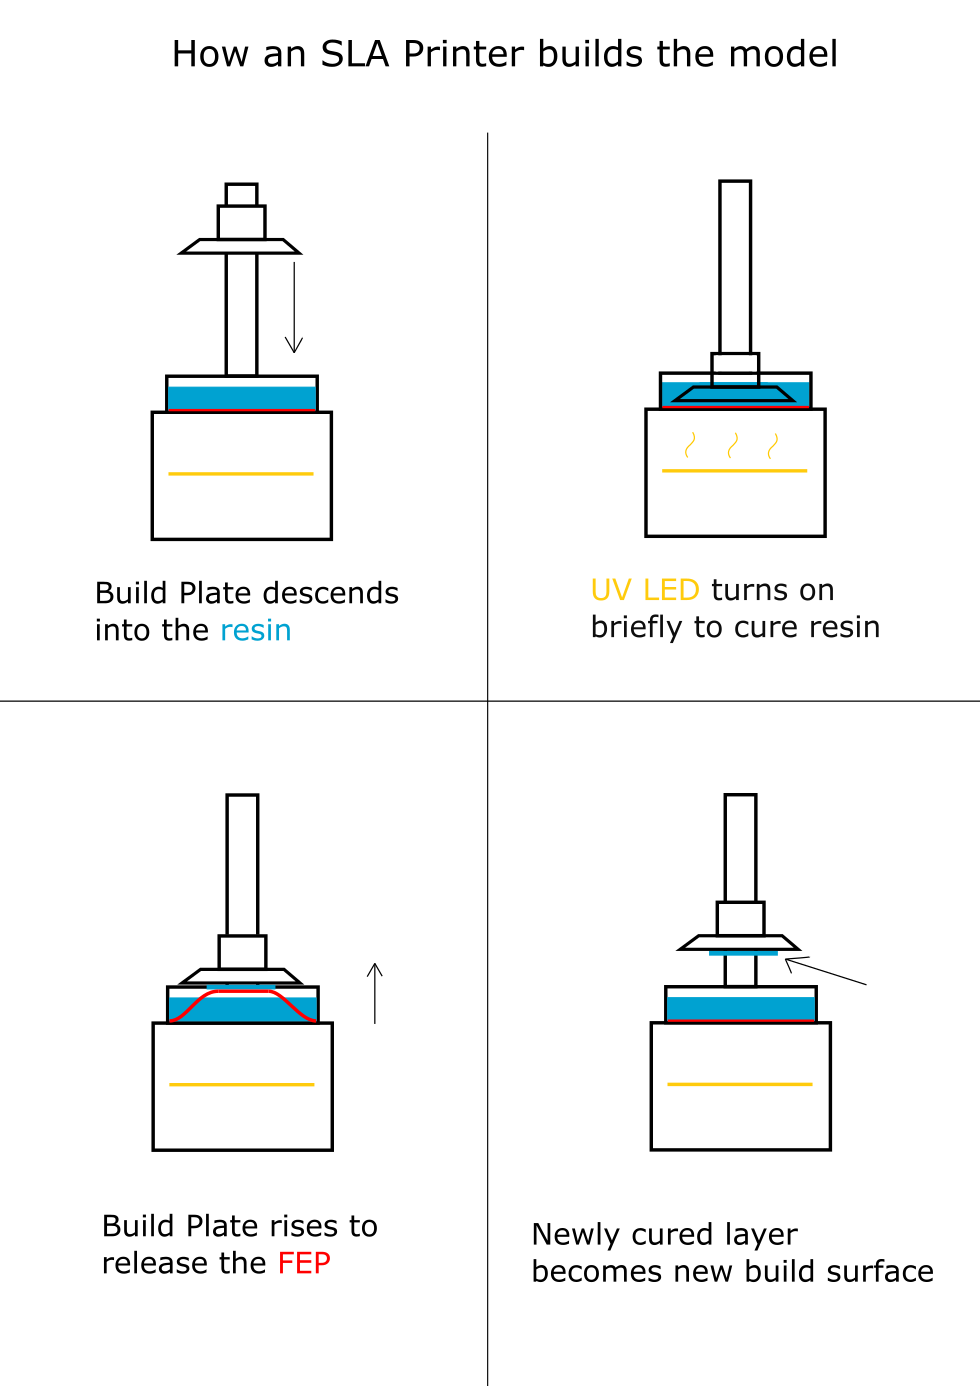 How an SLA Printer builds the model
Build Plate descends
into the resin
UV LED turns on
briefly to cure resin
Build Plate rises to
release the FEP
Newly cured layer
becomes new build surface